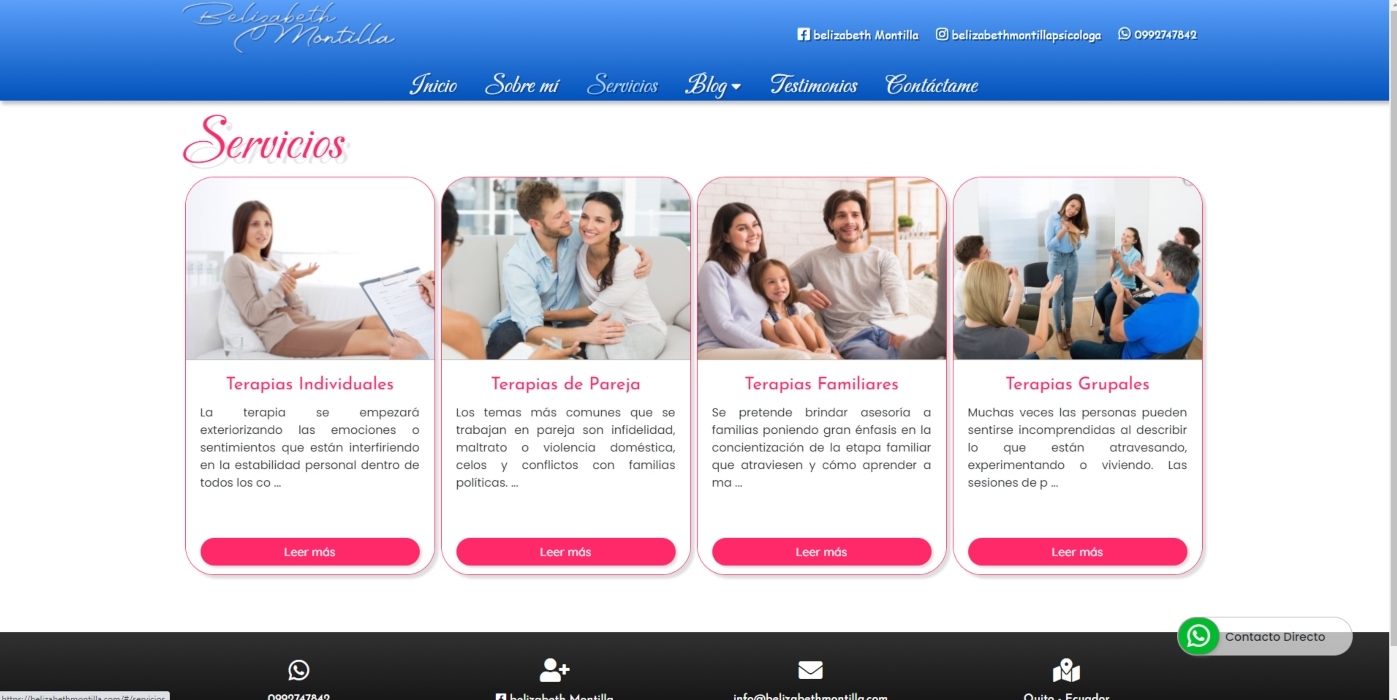 Belizabeth
Montilla
belizabeth Montilla belizabethmontillapsicologa 0992747842
Inicio Sobre mí Servicios Blog Testimonios Contáctame
Servicios
Terapias Individuales
La terapia se empezará
exteriorizando las emociones o
sentimientos que están interfiriendo
en la estabilidad personal dentro de
todos los co ...
Leer más
Terapias de Pareja
Los temas más comunes que se
trabajan en pareja son infidelidad,
maltrato o violencia doméstica,
celos y conflictos con familias
políticas. ...
Leer más
Terapias Familiares
Se pretende brindar asesoría a
familias poniendo gran énfasis en la
concientización de la etapa familiar
que atraviesen y cómo aprender a
ma ...
Leer más
Terapias Grupales
Muchas veces las personas pueden
sentirse incomprendidas al describir
lo que están atravesando,
experimentando o viviendo. Las
sesiones de p ...
Leer más
Contacto Directo
0992747842 belizabeth Montilla info@belizabethmontilla.com Quito - Ecuador
https://belizabethmontilla.com/#/servicios